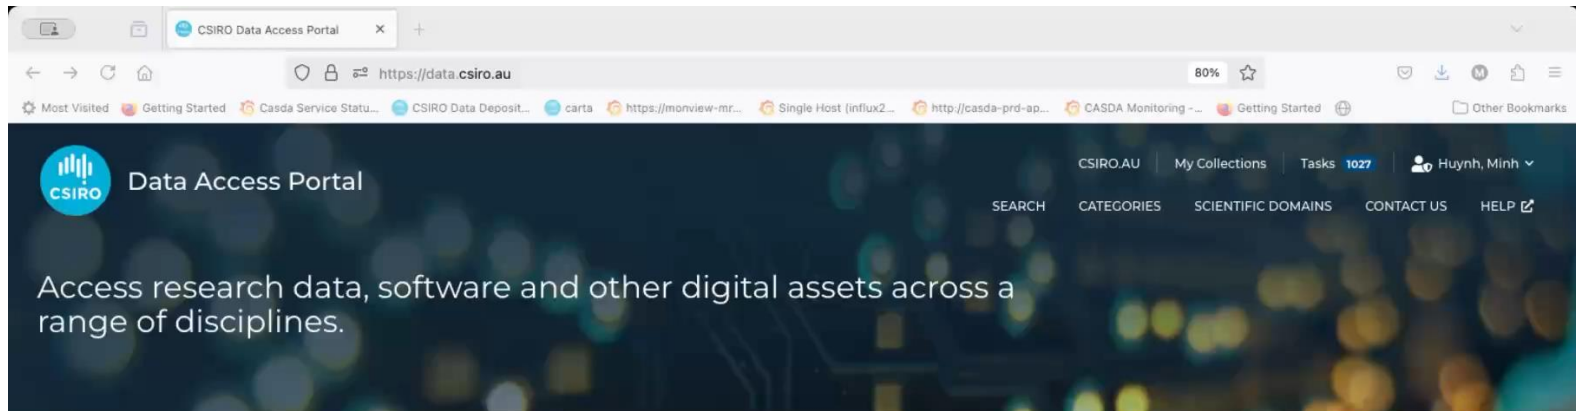 CSIRO Data Access Portal
https://data.csiro.au
80%
M
Most Visited Getting Started Casda Service Statu... CSIRO Data Deposit... carta https://monview-mr... Single Host (influx2... http://casda-prd-ap... CASDA Monitoring -... Getting Started Other Bookmarks
CSIRO.AU My Collections Tasks 1027 Huynh, Minh
CSIRO Data Access Portal
SEARCH CATEGORIES SCIENTIFIC DOMAINS CONTACT US HELP
Access research data, software and other digital assets across a
range of disciplines.